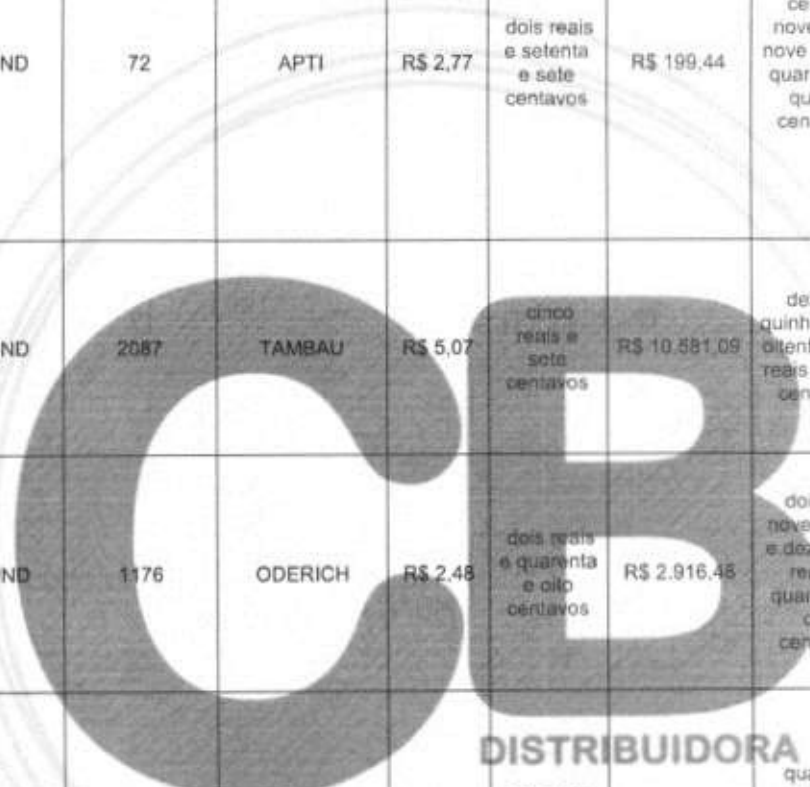 ND 72 APTI R$ 2,77 dois reais e setenta e sete centavos R$ 199,44
ND 2087 TAMBAU R$ 5,07 cinco reais e sete centavos R$ 10.581,09
ND 1176 ODERICH R$ 2,48 dois reais e quarenta e oito centavos R$ 2.916,48
CB
DISTRIBUIDORA